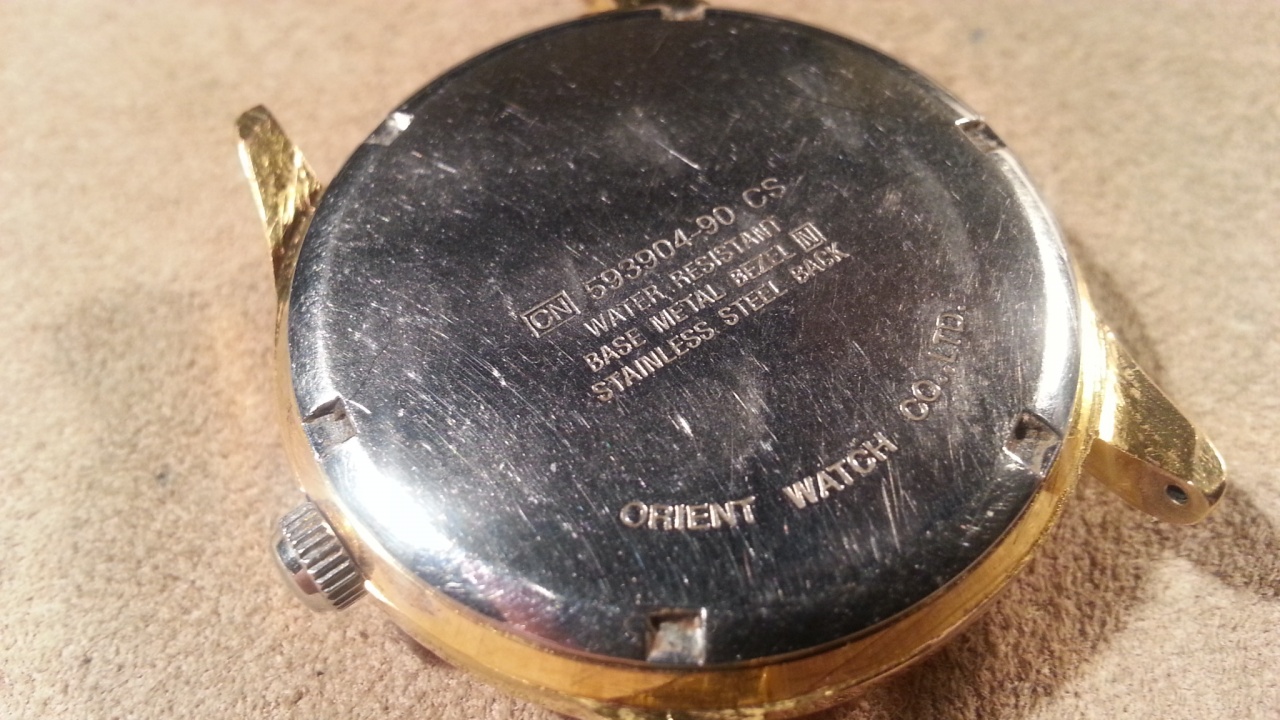 CN 593904-90 CS
WATER RESISTANT
BASE METAL BEZEL N
STAINLESS STEEL BACK
ORIENT WATCH CO., LTD.